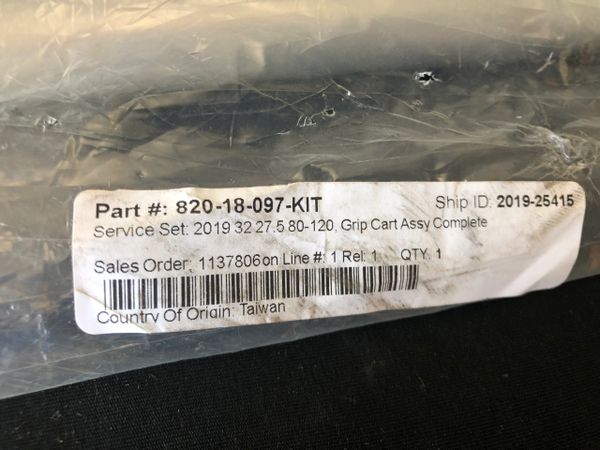 Part #: 820-18-097-KIT Ship ID: 2019-25415
Service Set: 2019 32 27.5 80-120, Grip Cart Assy Complete
Sales Order: 1137806 on Line #: 1 Rel: 1 QTY: 1
Country Of Origin: Taiwan